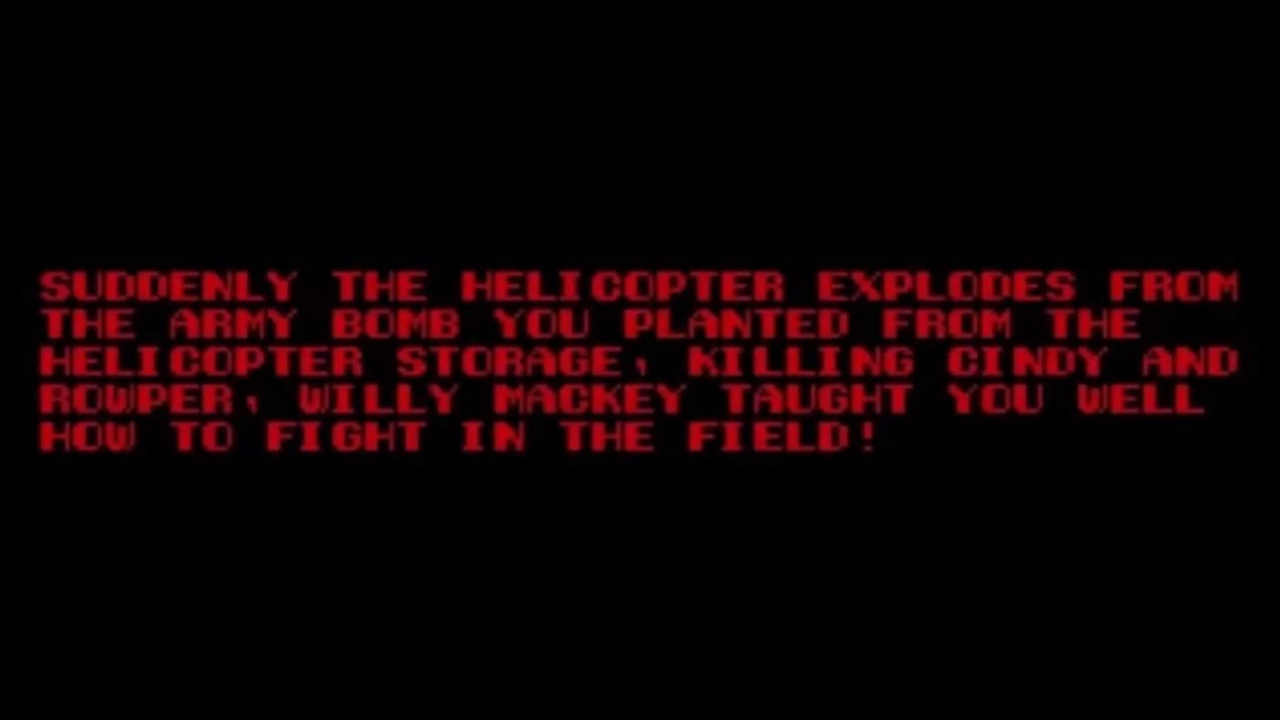 SUDDENLY THE HELICOPTER EXPLODES FROM
THE ARMY BOMB YOU PLANTED FROM THE
HELICOPTER STORAGE, KILLING CINDY AND
ROWPER, WILLY MACKEY TAUGHT YOU WELL
HOW TO FIGHT IN THE FIELD!